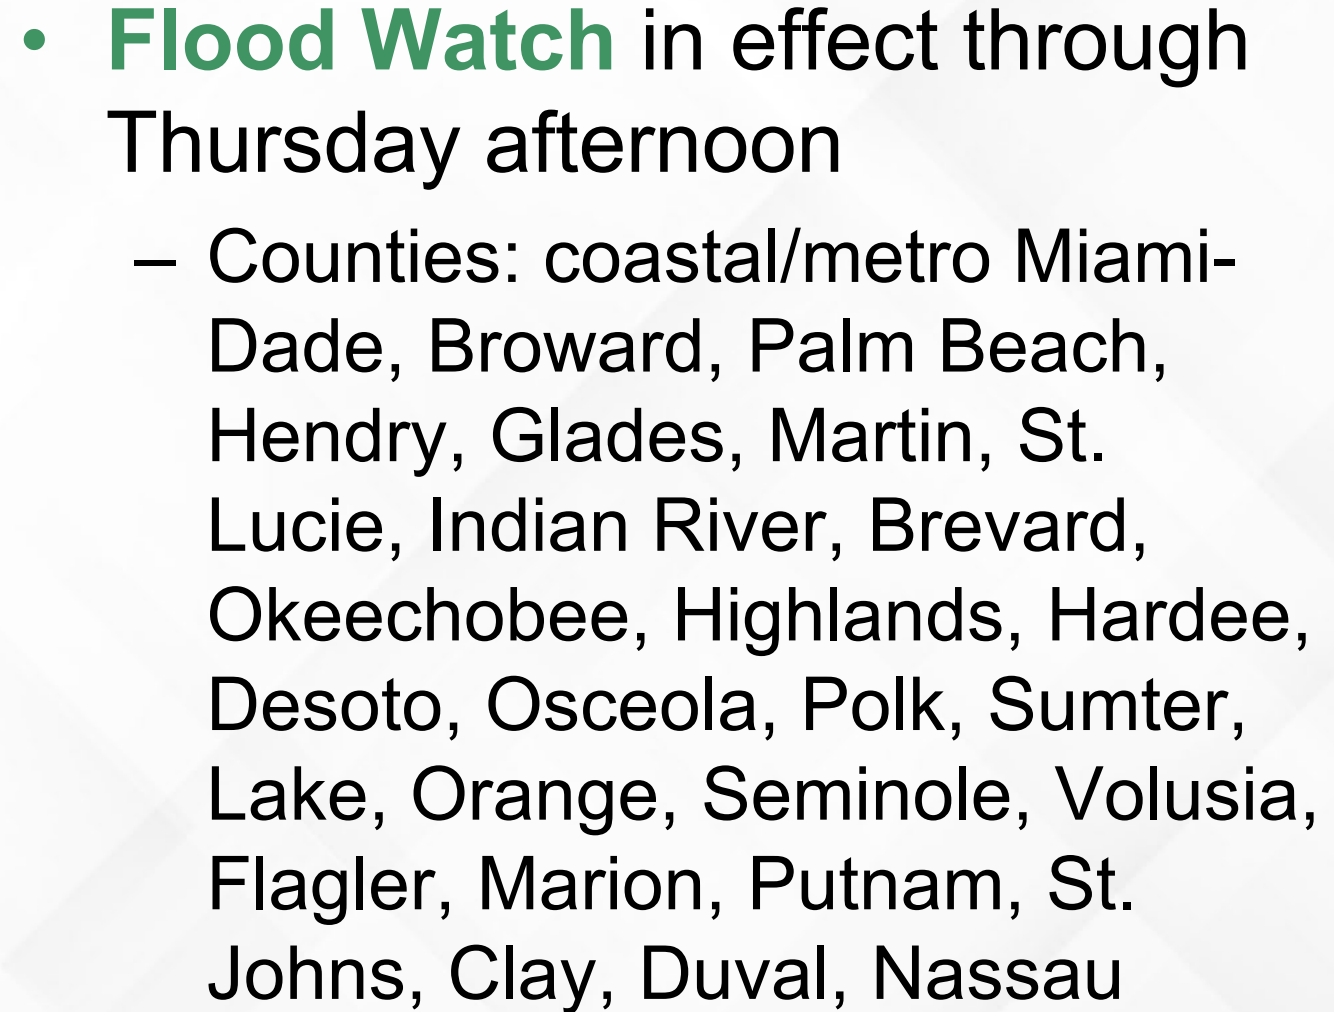 • Flood Watch in effect through
Thursday afternoon
– Counties: coastal/metro Miami-
Dade, Broward, Palm Beach,
Hendry, Glades, Martin, St.
Lucie, Indian River, Brevard,
Okeechobee, Highlands, Hardee,
Desoto, Osceola, Polk, Sumter,
Lake, Orange, Seminole, Volusia,
Flagler, Marion, Putnam, St.
Johns, Clay, Duval, Nassau